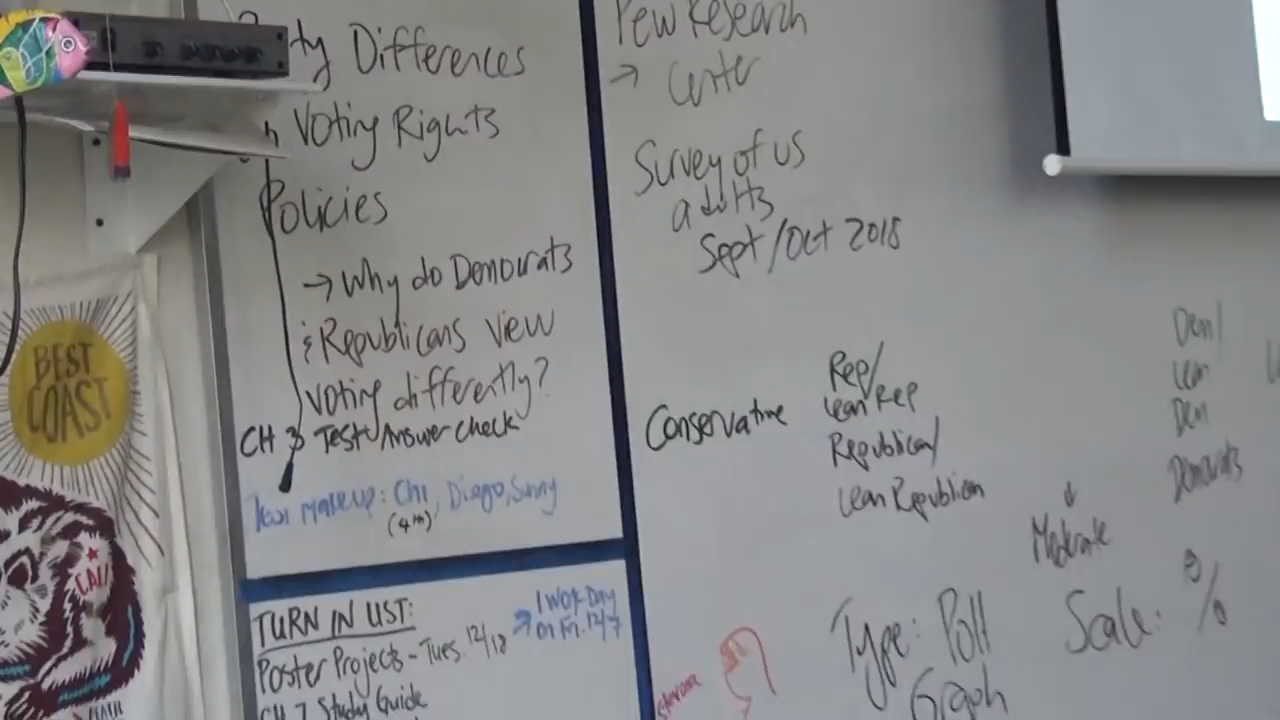 ty Differences
Voting Rights
Policies
→ Why do Democrats
& Republicans view
voting differently?
CH 3 Test Answer Check
Test Makeup: Chi, Diego, Sunny
(4th)
TURN IN LIST:
Poster Projects - Tues. 12/18
→ 1 Work Day
on Fri. 12/7
CH 7 Study Guide
Pew Research
→ Center
Survey of US
adults
Sept/Oct 2018
Conservative
Rep/
Lean Rep
Republican/
Lean Republican
Moderate
Dem/
Lean
Dem
Democrats
Type: Poll
Graph
Scale: %
BEST
COAST
CALI